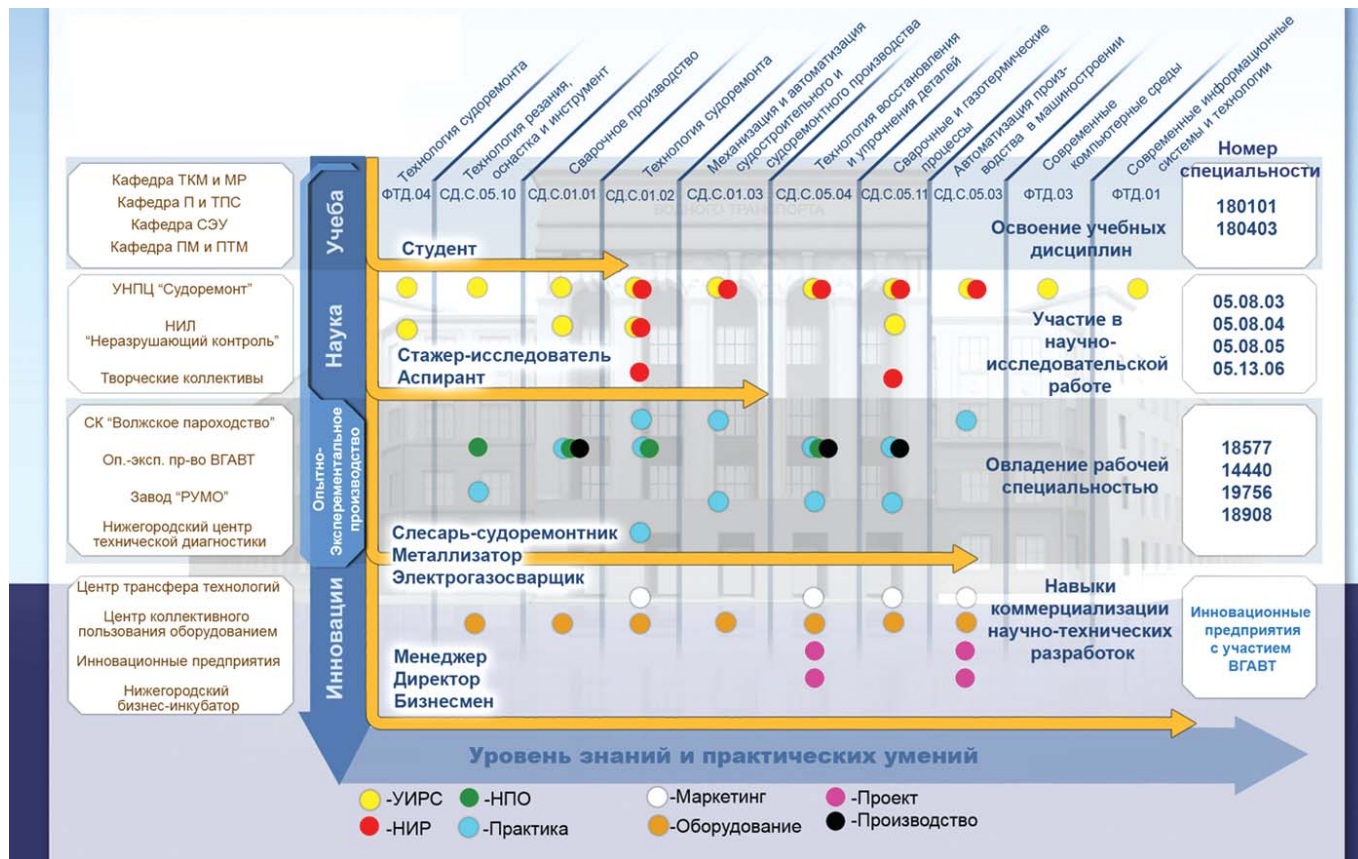 Технология судоремонта
Технология резания,
оснастка и инструмент
Сварочное производство
Технология судоремонта
Механизация и автоматизация
судостроительного и
судоремонтного производства
Технология восстановления
и упрочнения деталей
Сварочные и газотермические
процессы
Автоматизация произ-
водства в машиностроении
Современные
компьютерные среды
Современные информационные
системы и технологии
Номер
специальности
ФТД.04
СД.С.05.10
СД.С.01.01
СД.С.01.02
СД.С.01.03
СД.С.05.04
СД.С.05.11
СД.С.05.03
ФТД.03
ФТД.01
ВОДНОГО ТРАНСПОРТА
Кафедра ТКМ и МР
Кафедра П и ТПС
Кафедра СЭУ
Кафедра ПМ и ПТМ
Учеба
Студент
Освоение учебных
дисциплин
180101
180403
УНПЦ “Судоремонт”
НИЛ
“Неразрушающий контроль”
Творческие коллективы
Наука
Стажер-исследователь
Аспирант
Участие в
научно-
исследовательской
работе
05.08.03
05.08.04
05.08.05
05.13.06
СК “Волжское пароходство”
Оп.-эксп. пр-во ВГАВТ
Завод “РУМО”
Нижегородский центр
технической диагностики
Опытно-
Эксперементальное
производство
Слесарь-судоремонтник
Металлизатор
Электрогазосварщик
Овладение рабочей
специальностью
18577
14440
19756
18908
Центр трансфера технологий
Центр коллективного
пользования оборудованием
Инновационные предприятия
Нижегородский
бизнес-инкубатор
Инновации
Менеджер
Директор
Бизнесмен
Навыки
коммерциализации
научно-технических
разработок
Инновационные
предприятия
с участием
ВГАВТ
Уровень знаний и практических умений
-УИРС
-НПО
-Маркетинг
-Проект
-НИР
-Практика
-Оборудование
-Производство